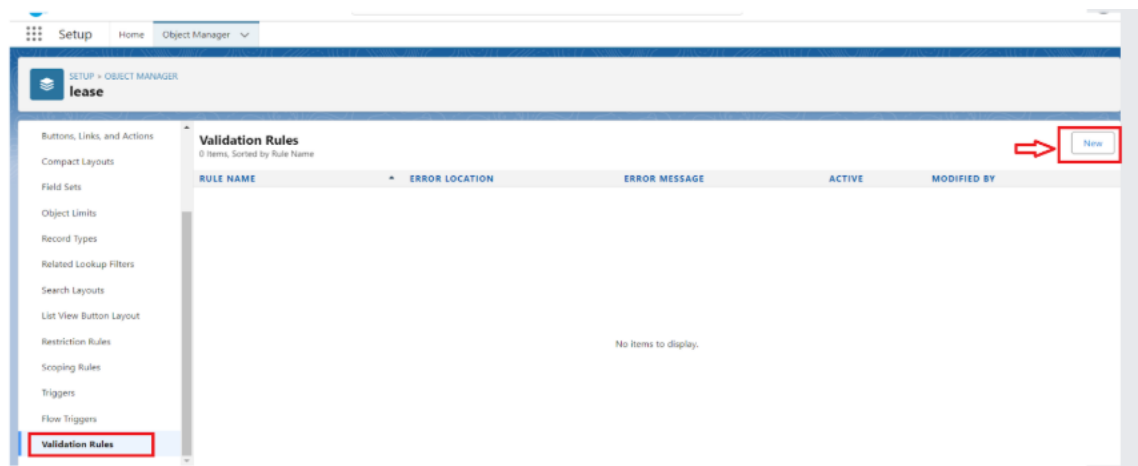 Setup Home Object Manager
SETUP > OBJECT MANAGER
lease
Buttons, Links, and Actions
Compact Layouts
Field Sets
Object Limits
Record Types
Related Lookup Filters
Search Layouts
List View Button Layout
Restriction Rules
Scoping Rules
Triggers
Flow Triggers
Validation Rules
Validation Rules
0 Items, Sorted by Rule Name
New
RULE NAME ERROR LOCATION ERROR MESSAGE ACTIVE MODIFIED BY
No items to display.